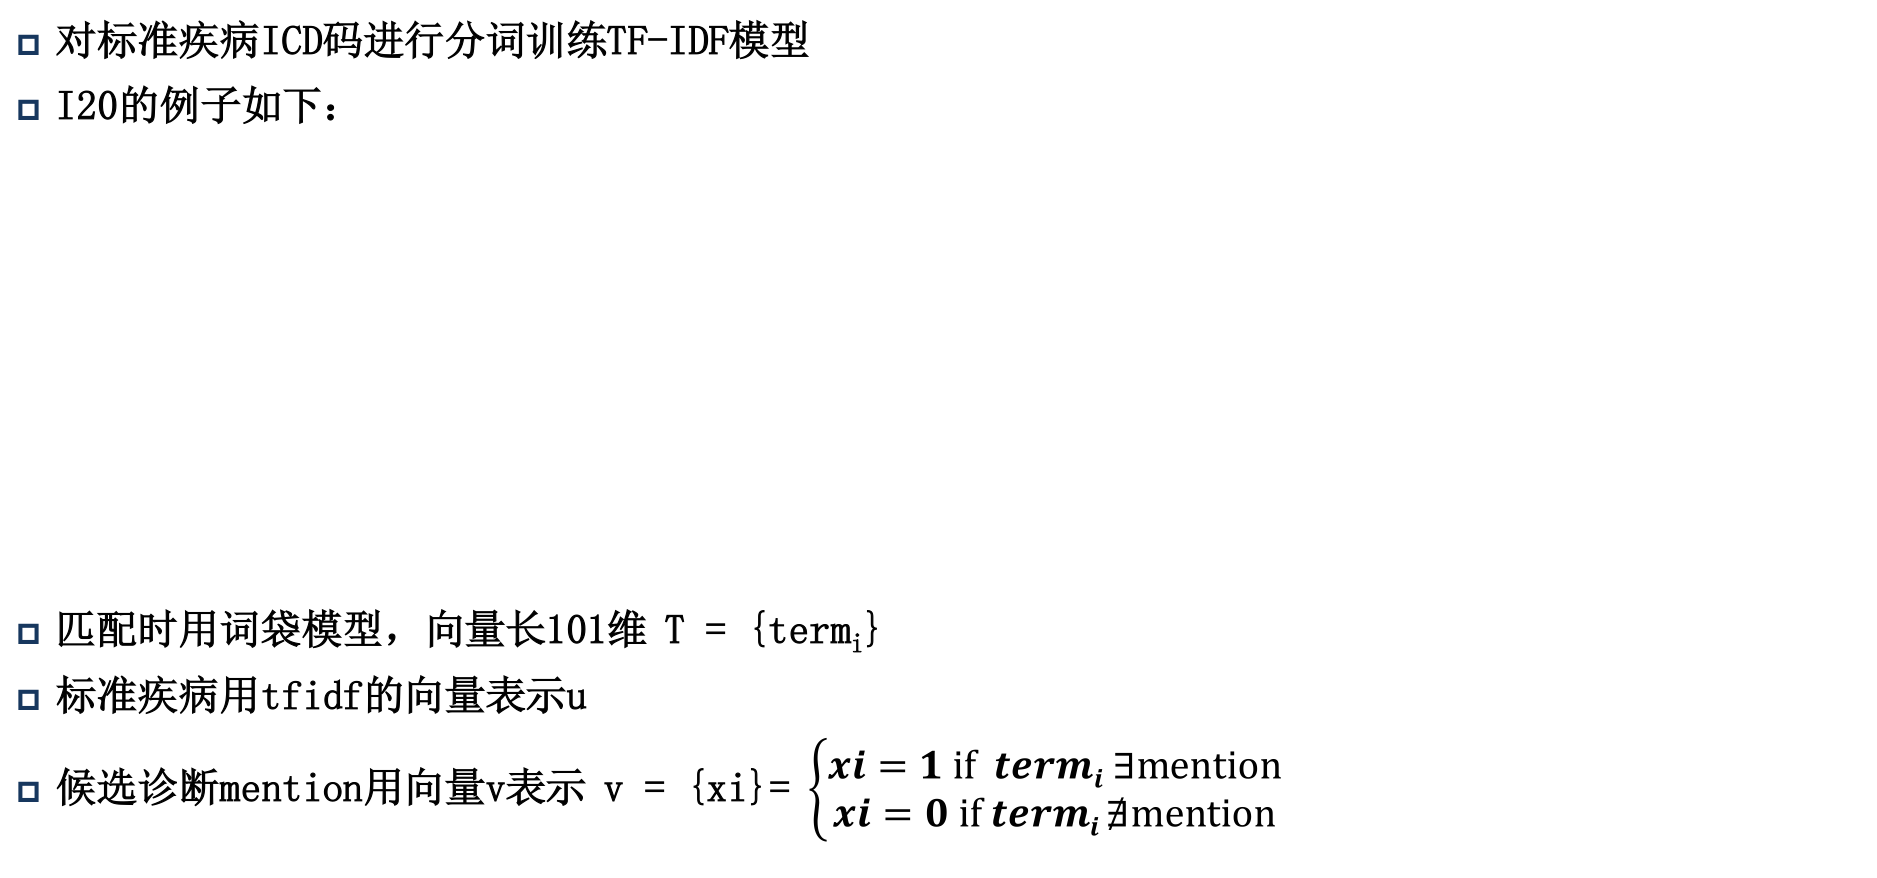 对标准疾病ICD码进行分词训练TF-IDF模型
I20的例子如下：
匹配时用词袋模型，向量长101维 T = {termᵢ}
标准疾病用tfidf的向量表示u
候选诊断mention用向量v表示 v = {xi}= { xi = 1 if termᵢ ∃mention
xi = 0 if termᵢ ∄mention